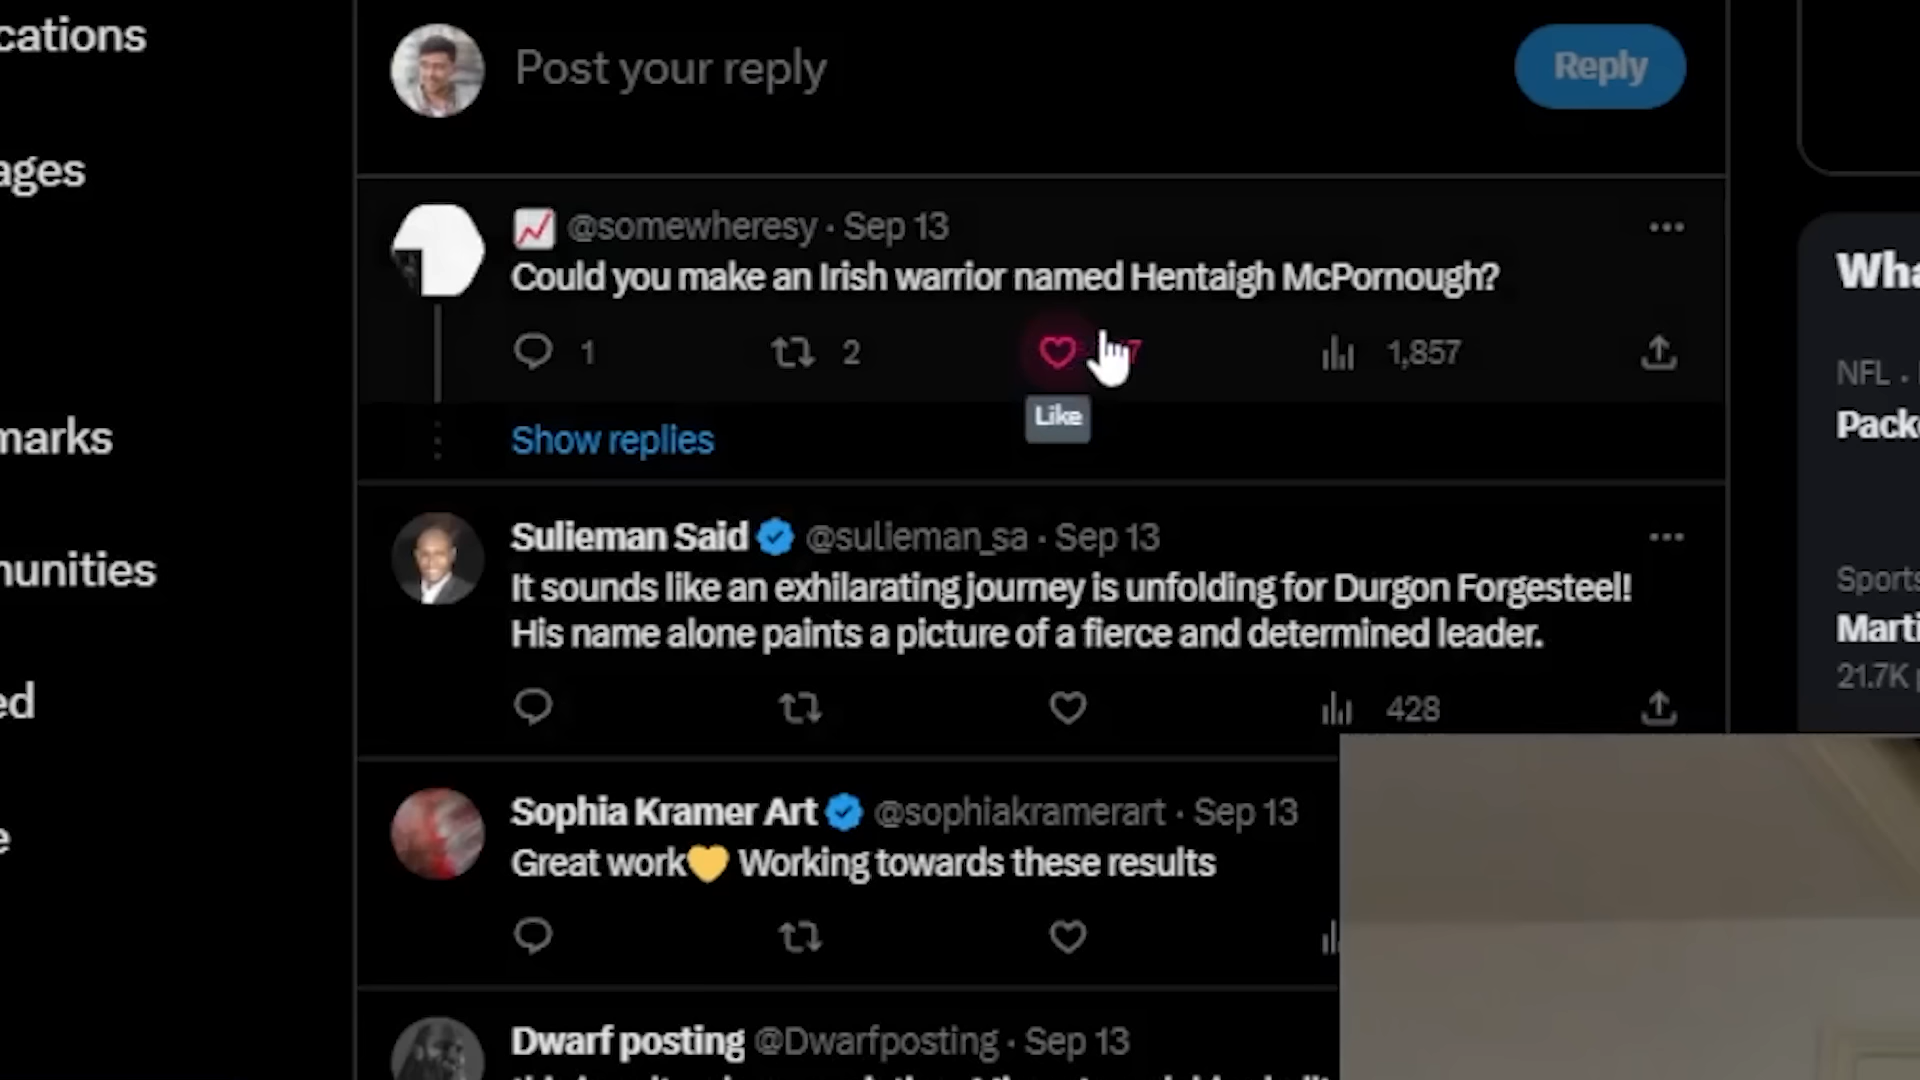 cations
Post your reply
Reply
ages
@somewheresy · Sep 13
Could you make an Irish warrior named Hentaigh McPornough?
1
2
7
1,857
Like
Show replies
marks
Sulieman Said @sulieman_sa · Sep 13
It sounds like an exhilarating journey is unfolding for Durgon Forgesteel!
His name alone paints a picture of a fierce and determined leader.
428
nunities
ed
Sophia Kramer Art @sophiakramerart · Sep 13
Great work💛 Working towards these results
e
Dwarf posting @Dwarfposting · Sep 13
Wha
NFL ·
Packe
Sports
Marti
21.7K p